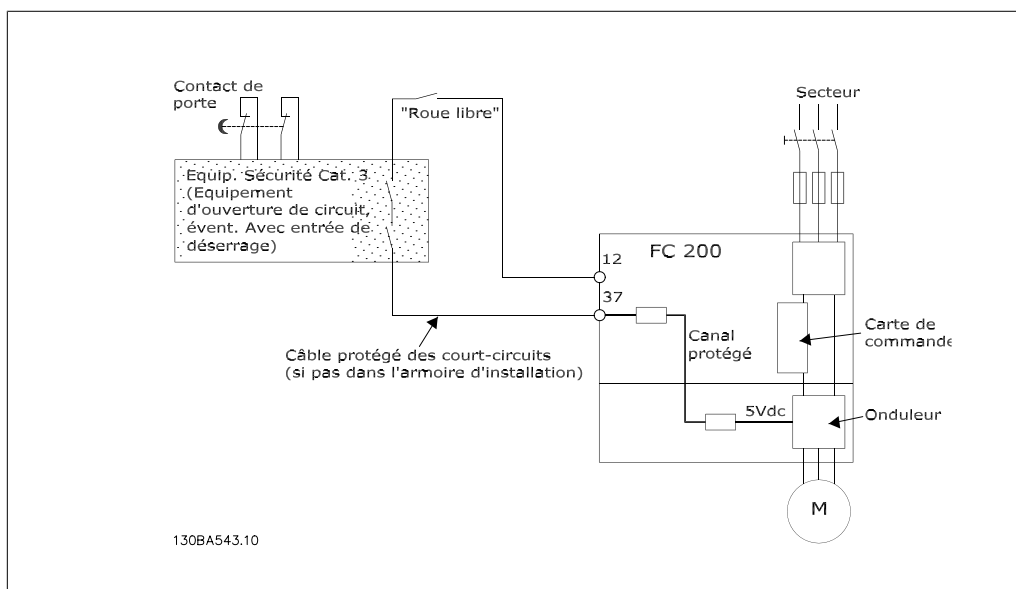 Contact de
porte
"Roue libre"
Secteur
Equip. Sécurité Cat. 3
(Equipement
d'ouverture de circuit,
évent. Avec entrée de
déserrage)
12
FC 200
37
Canal
protégé
Carte de
commande
Câble protégé des court-circuits
(si pas dans l'armoire d'installation)
5Vdc
Onduleur
M
130BA543.10